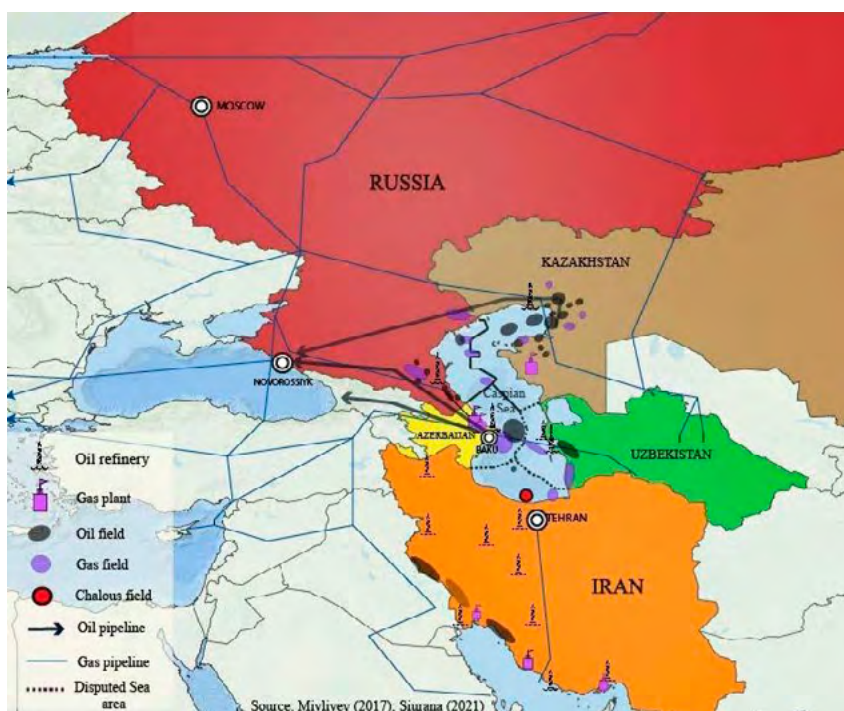 MOSCOW
RUSSIA
KAZAKHSTAN
NOVOROSSIYK
Caspian
Sea
AZERBAIJAN
BAKU
UZBEKISTAN
TEHRAN
IRAN
Oil refinery
Gas plant
Oil field
Gas field
Chalous field
Oil pipeline
Gas pipeline
Disputed Sea
area
Source, Miylivey (2017), Siurana (2021)